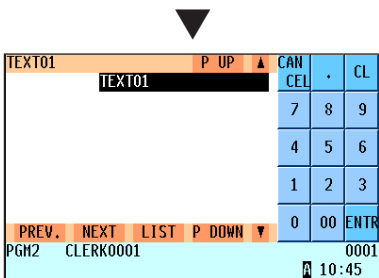 TEXT01 P UP ▲ CAN CEL . CL
TEXT01
7 8 9
4 5 6
1 2 3
PREV. NEXT LIST P DOWN ▼ 0 00 ENTR
PGM2 CLERK0001 0001
A 10:45